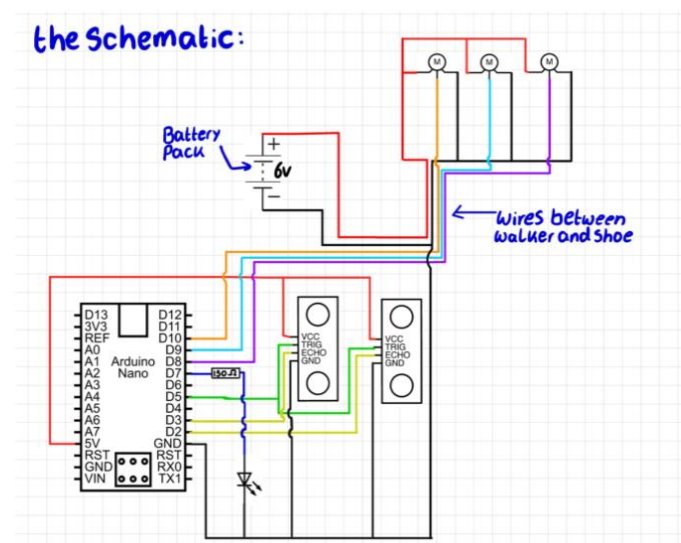 the Schematic:
M M M
Battery
Pack
+
6v
-
Wires between
walker and shoe
D13 D12
3V3 D11
REF D10
A0 D9
A1 Arduino D8
A2 Nano D7 150Ω
A3 D6
A4 D5
A5 D4
A6 D3
A7 D2
5V GND
RST RST
GND RX0
VIN TX1
VCC
TRIG
ECHO
GND
VCC
TRIG
ECHO
GND